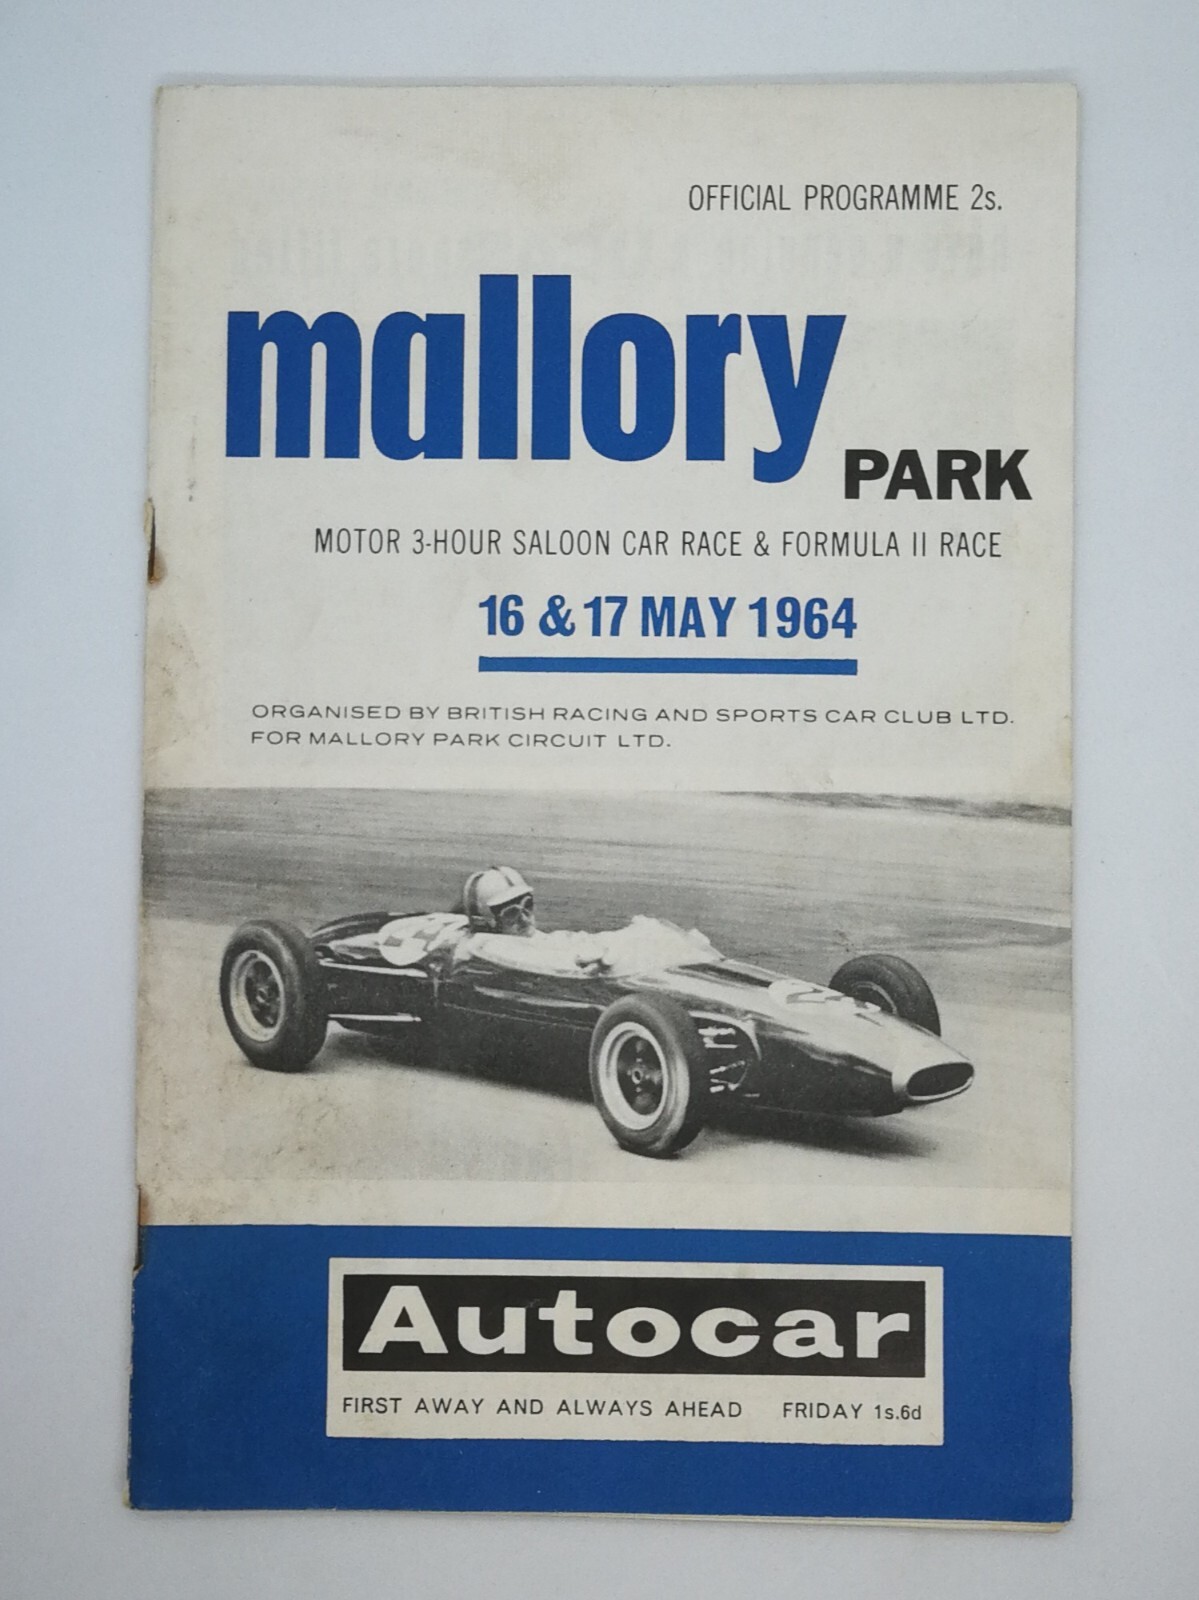 OFFICIAL PROGRAMME 2s.
mallory
PARK
MOTOR 3-HOUR SALOON CAR RACE & FORMULA II RACE
16 & 17 MAY 1964
ORGANISED BY BRITISH RACING AND SPORTS CAR CLUB LTD.
FOR MALLORY PARK CIRCUIT LTD.
Autocar
FIRST AWAY AND ALWAYS AHEAD FRIDAY 1s.6d